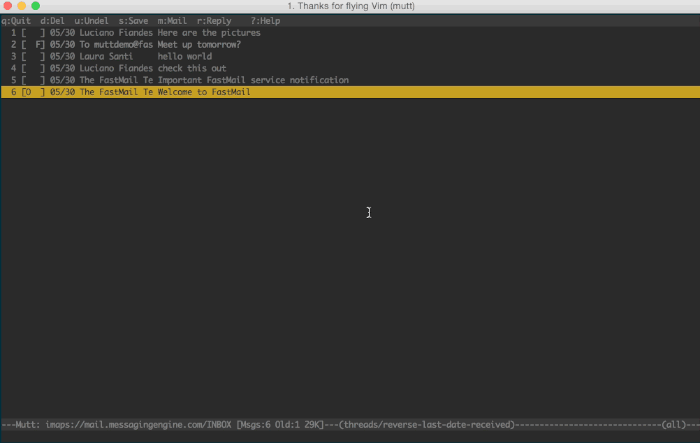 1. Thanks for flying Vim (mutt)
q:Quit d:Del u:Undel s:Save m:Mail r:Reply ?:Help
1 [ ] 05/30 Luciano Fiandes Here are the pictures
2 [ F] 05/30 To muttdemo@fas Meet up tomorrow?
3 [ ] 05/30 Laura Santi hello world
4 [ ] 05/30 Luciano Fiandes check this out
5 [ ] 05/30 The FastMail Te Important FastMail service notification
6 [O ] 05/30 The FastMail Te Welcome to FastMail
---Mutt: imaps://mail.messagingengine.com/INBOX [Msgs:6 Old:1 29K]---(threads/reverse-last-date-received)------------------------------(all)---